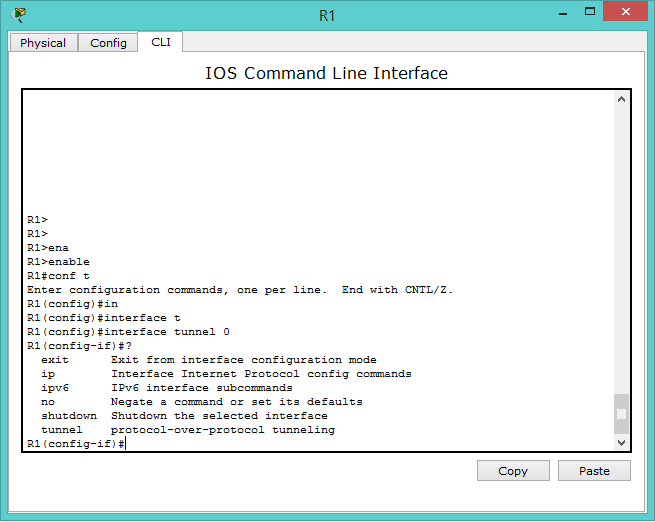 R1
Physical Config CLI
IOS Command Line Interface
R1>
R1>
R1>ena
R1>enable
R1#conf t
Enter configuration commands, one per line.  End with CNTL/Z.
R1(config)#in
R1(config)#interface t
R1(config)#interface tunnel 0
R1(config-if)#?
  exit      Exit from interface configuration mode
  ip        Interface Internet Protocol config commands
  ipv6      IPv6 interface subcommands
  no        Negate a command or set its defaults
  shutdown  Shutdown the selected interface
  tunnel    protocol-over-protocol tunneling
R1(config-if)#
Copy Paste